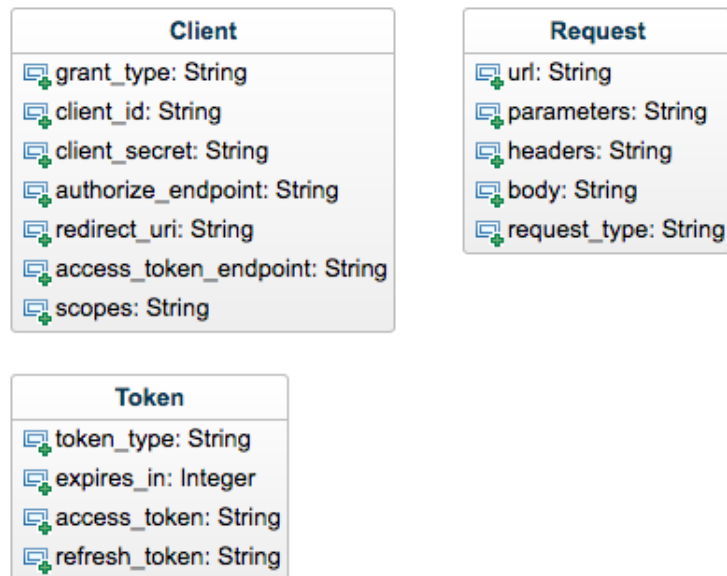 Client
grant_type: String
client_id: String
client_secret: String
authorize_endpoint: String
redirect_uri: String
access_token_endpoint: String
scopes: String
Request
url: String
parameters: String
headers: String
body: String
request_type: String
Token
token_type: String
expires_in: Integer
access_token: String
refresh_token: String